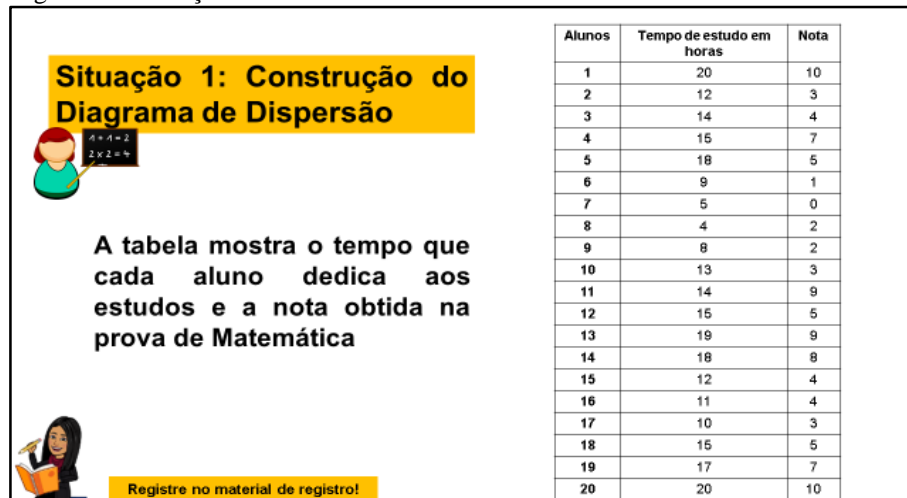 Situação 1: Construção do
Diagrama de Dispersão
1 + 1 = 2
2 x 2 = 4
A tabela mostra o tempo que
cada aluno dedica aos
estudos e a nota obtida na
prova de Matemática
Registre no material de registro!
Alunos Tempo de estudo em horas Nota
1 20 10
2 12 3
3 14 4
4 15 7
5 18 5
6 9 1
7 5 0
8 4 2
9 8 2
10 13 3
11 14 9
12 15 5
13 19 9
14 18 8
15 12 4
16 11 4
17 10 3
18 15 5
19 17 7
20 20 10